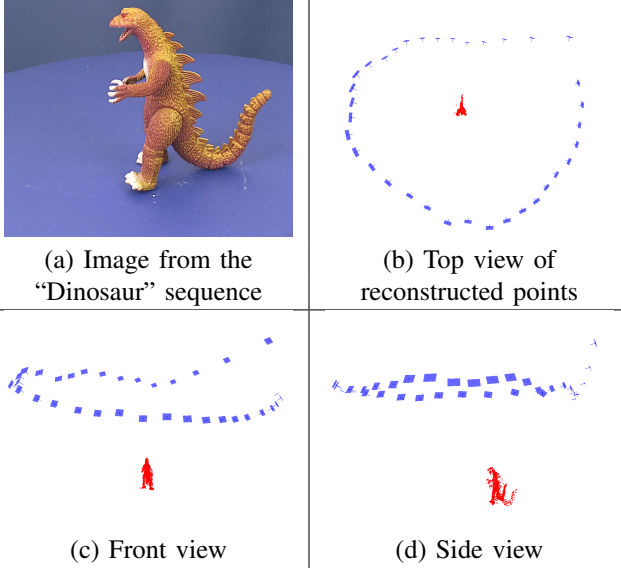 (a) Image from the
“Dinosaur” sequence
(b) Top view of
reconstructed points
(c) Front view
(d) Side view